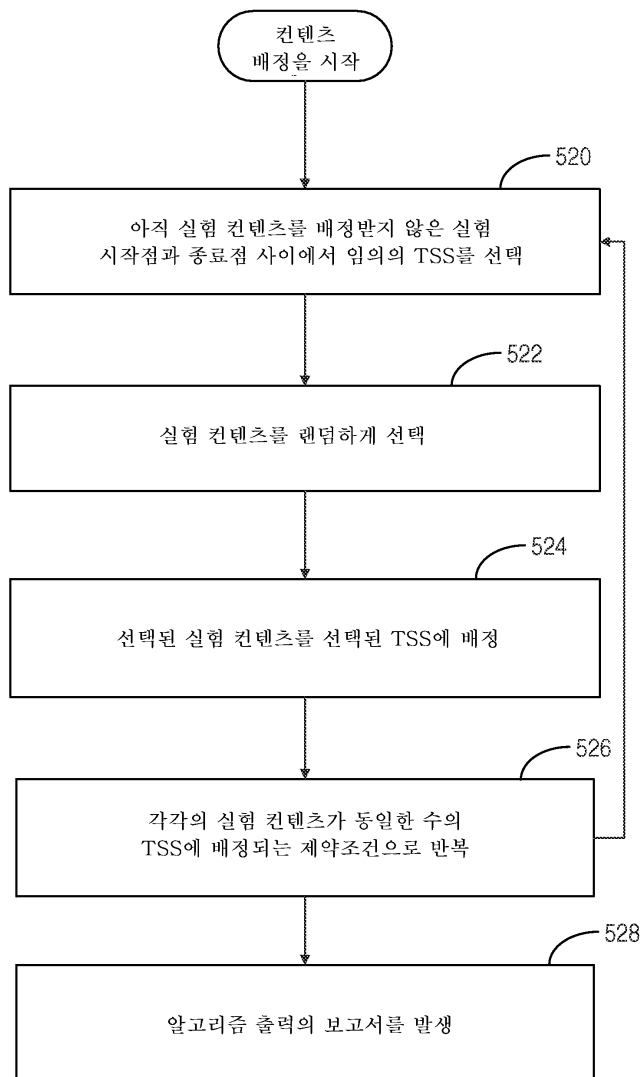 컨텐츠
배정을 시작
520
아직 실험 컨텐츠를 배정받지 않은 실험
시작점과 종료점 사이에서 임의의 TSS를 선택
522
실험 컨텐츠를 랜덤하게 선택
524
선택된 실험 컨텐츠를 선택된 TSS에 배정
526
각각의 실험 컨텐츠가 동일한 수의
TSS에 배정되는 제약조건으로 반복
528
알고리즘 출력의 보고서를 발생